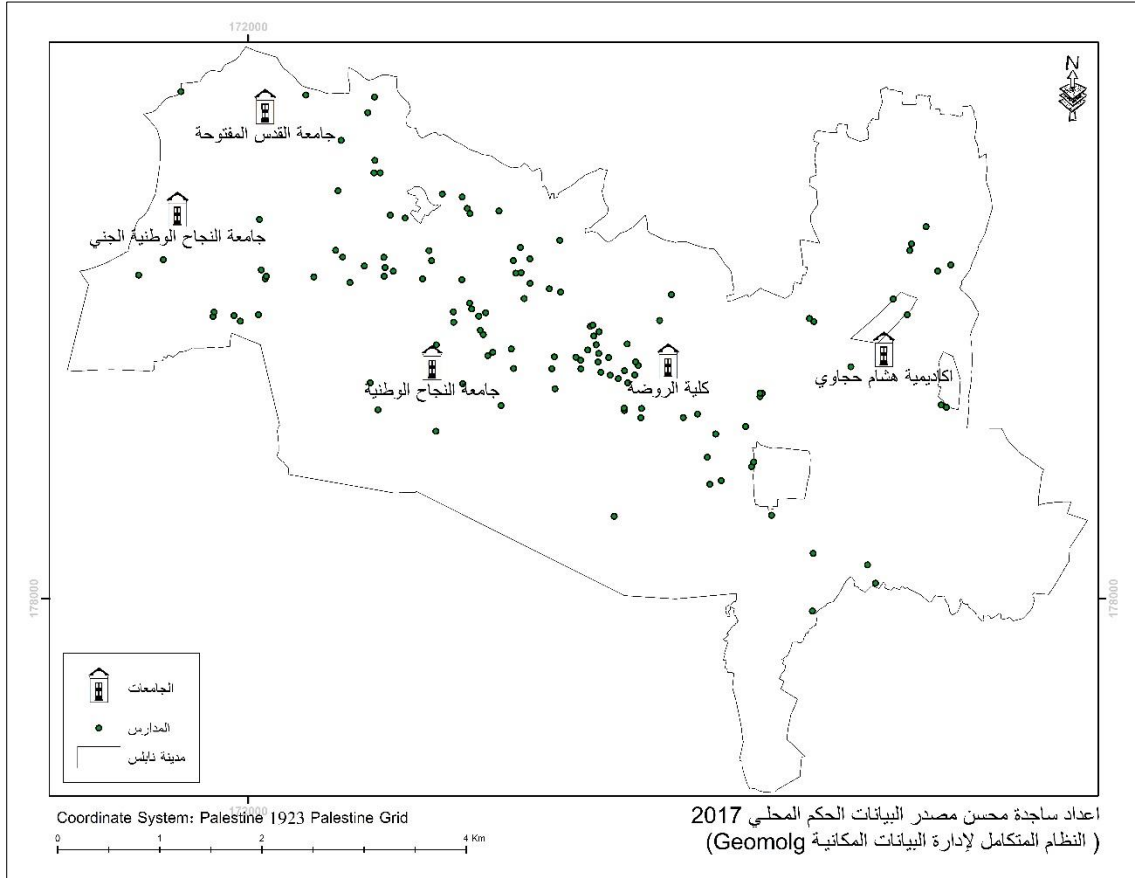 172000
N
جامعة القدس المفتوحة
جامعة النجاح الوطنية الجني
اكاديمية هشام حجاوي
كلية الروضة
جامعة النجاح الوطنية
178000
178000
الجامعات
المدارس
مدينة نابلس
172000
Coordinate System: Palestine 1923 Palestine Grid
0 1 2 4 Km
اعداد ساجدة محسن مصدر البيانات الحكم المحلي 2017
( النظام المتكامل لإدارة البيانات المكانية Geomolg)